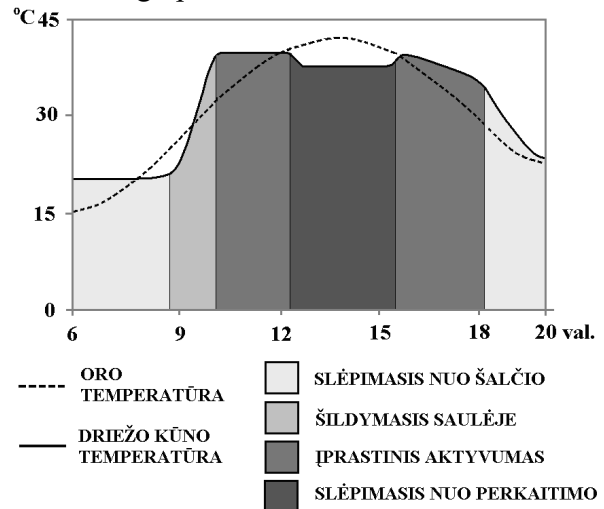 °C 45
30
15
0
6 9 12 15 18 20 val.
ORO
TEMPERATŪRA
DRIEŽO KŪNO
TEMPERATŪRA
SLĖPIMASIS NUO ŠALČIO
ŠILDYMASIS SAULĖJE
ĮPRASTINIS AKTYVUMAS
SLĖPIMASIS NUO PERKAITIMO